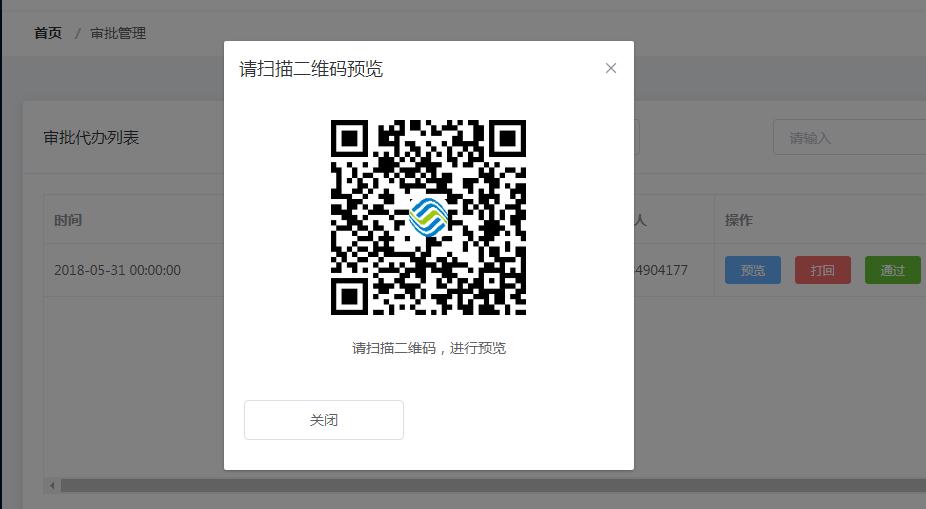 首页 / 审批管理
请扫描二维码预览
审批代办列表
请输入
时间
人
操作
2018-05-31 00:00:00
4904177
预览
打回
通过
请扫描二维码，进行预览
关闭